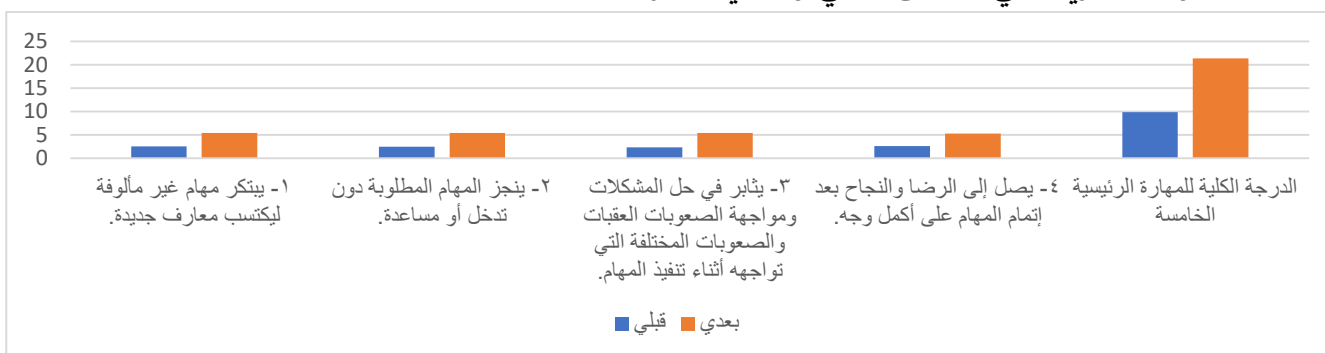 25
20
15
10
5
0
١- يبتكر مهام غير مألوفة
ليكتسب معارف جديدة.
٢- ينجز المهام المطلوبة دون
تدخل أو مساعدة.
٣- يثابر في حل المشكلات
ومواجهة الصعوبات العقبات
والصعوبات المختلفة التي
تواجهه أثناء تنفيذ المهام.
٤- يصل إلى الرضا والنجاح بعد
إتمام المهام على أكمل وجه.
الدرجة الكلية للمهارة الرئيسية
الخامسة
قبلي بعدي